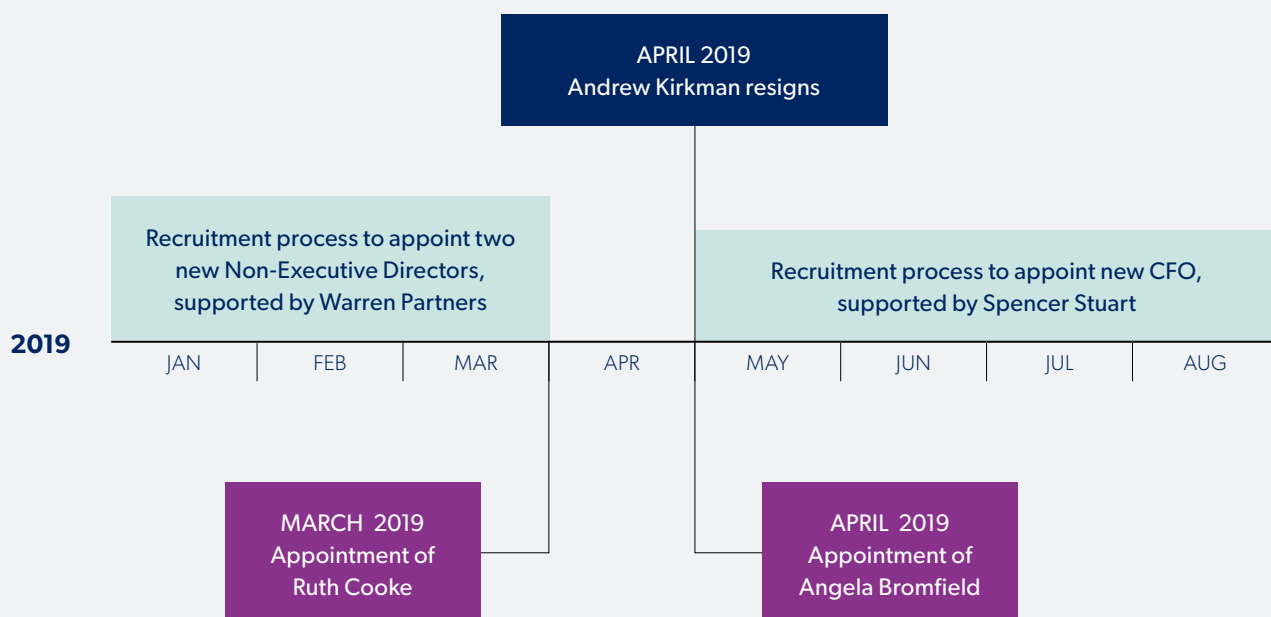 APRIL 2019
Andrew Kirkman resigns
Recruitment process to appoint two
new Non-Executive Directors,
supported by Warren Partners
Recruitment process to appoint new CFO,
supported by Spencer Stuart
2019
JAN
FEB
MAR
APR
MAY
JUN
JUL
AUG
MARCH 2019
Appointment of
Ruth Cooke
APRIL 2019
Appointment of
Angela Bromfield